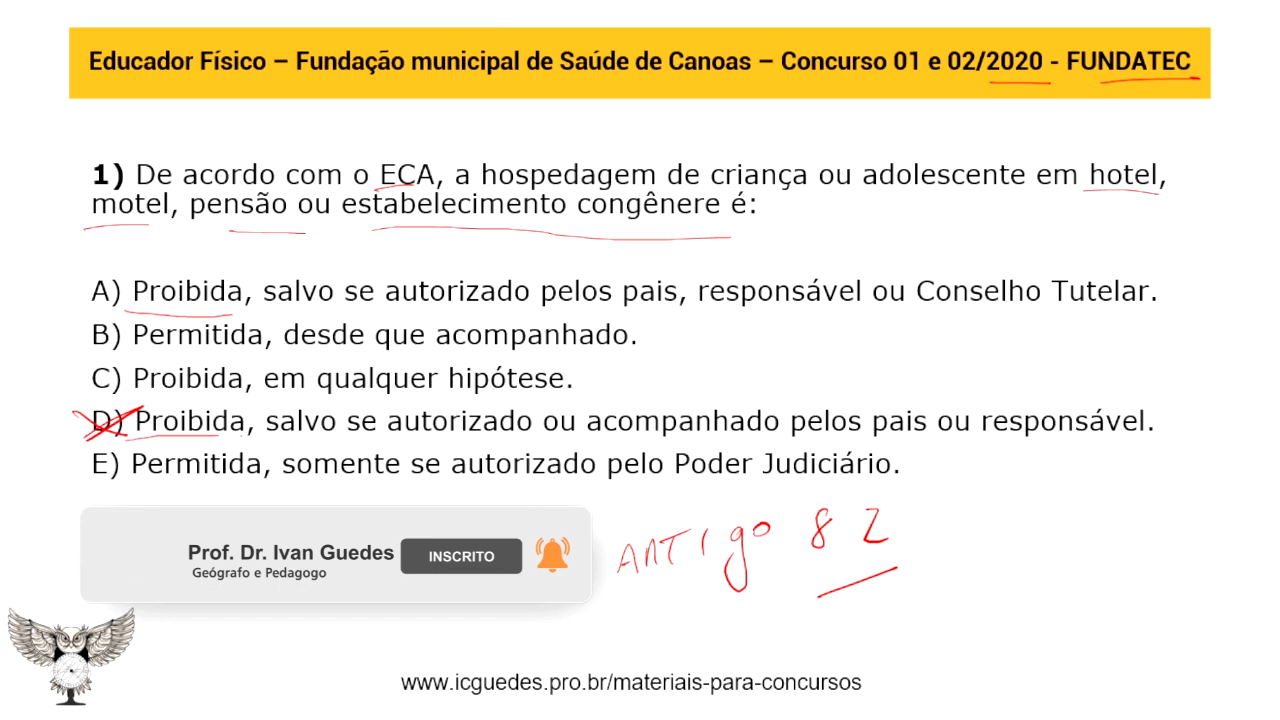 Educador Físico – Fundação municipal de Saúde de Canoas – Concurso 01 e 02/2020 - FUNDATEC
1) De acordo com o ECA, a hospedagem de criança ou adolescente em hotel,
motel, pensão ou estabelecimento congênere é:
A) Proibida, salvo se autorizado pelos pais, responsável ou Conselho Tutelar.
B) Permitida, desde que acompanhado.
C) Proibida, em qualquer hipótese.
D) Proibida, salvo se autorizado ou acompanhado pelos pais ou responsável.
E) Permitida, somente se autorizado pelo Poder Judiciário.
Prof. Dr. Ivan Guedes
Geógrafo e Pedagogo
INSCRITO
ARTIgo 82
www.icguedes.pro.br/materiais-para-concursos